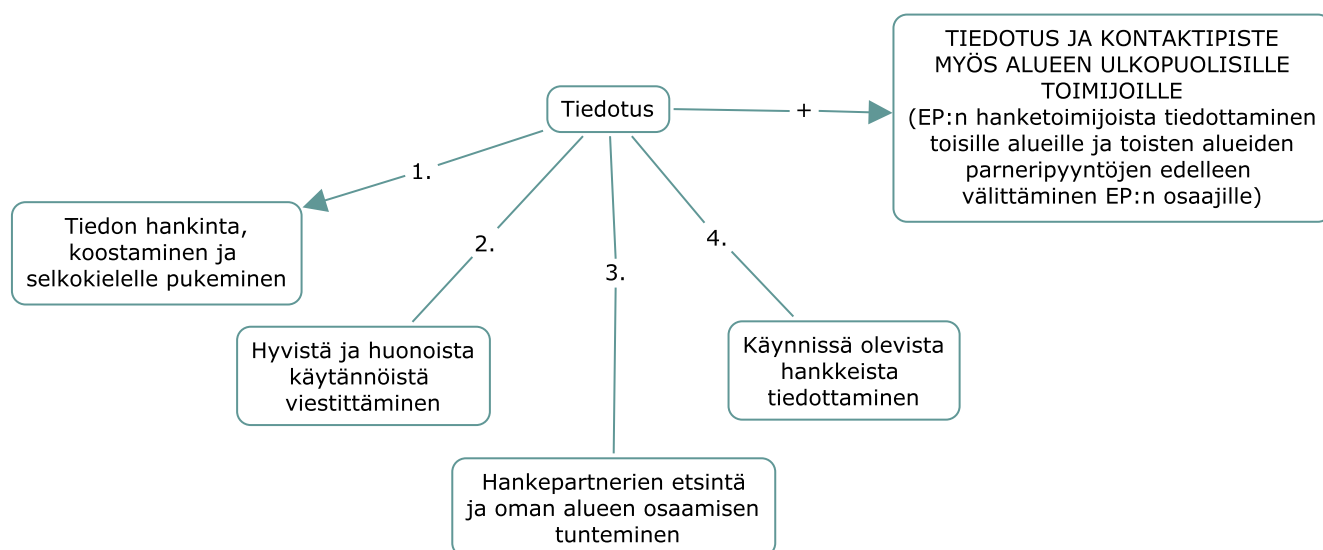 TIEDOTUS JA KONTAKTIPISTE
MYÖS ALUEEN ULKOPUOLISILLE
TOIMIJOILLE
(EP:n hanketoimijoista tiedottaminen
toisille alueille ja toisten alueiden
parneripyyntöjen edelleen
välittäminen EP:n osaajille)
Tiedotus
+
1.
2.
3.
4.
Tiedon hankinta,
koostaminen ja
selkokielelle pukeminen
Hyvistä ja huonoista
käytännöistä
viestittäminen
Käynnissä olevista
hankkeista
tiedottaminen
Hankepartnerien etsintä
ja oman alueen osaamisen
tunteminen